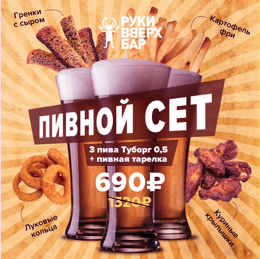 РУКИ
ВВЕРХ
БАР
Гренки
с сыром
Картофель
фри
ПИВНОЙ СЕТ
3 пива Туборг 0,5
+ пивная тарелка
690₽
1520₽
Луковые
кольца
Куриные
крылышки